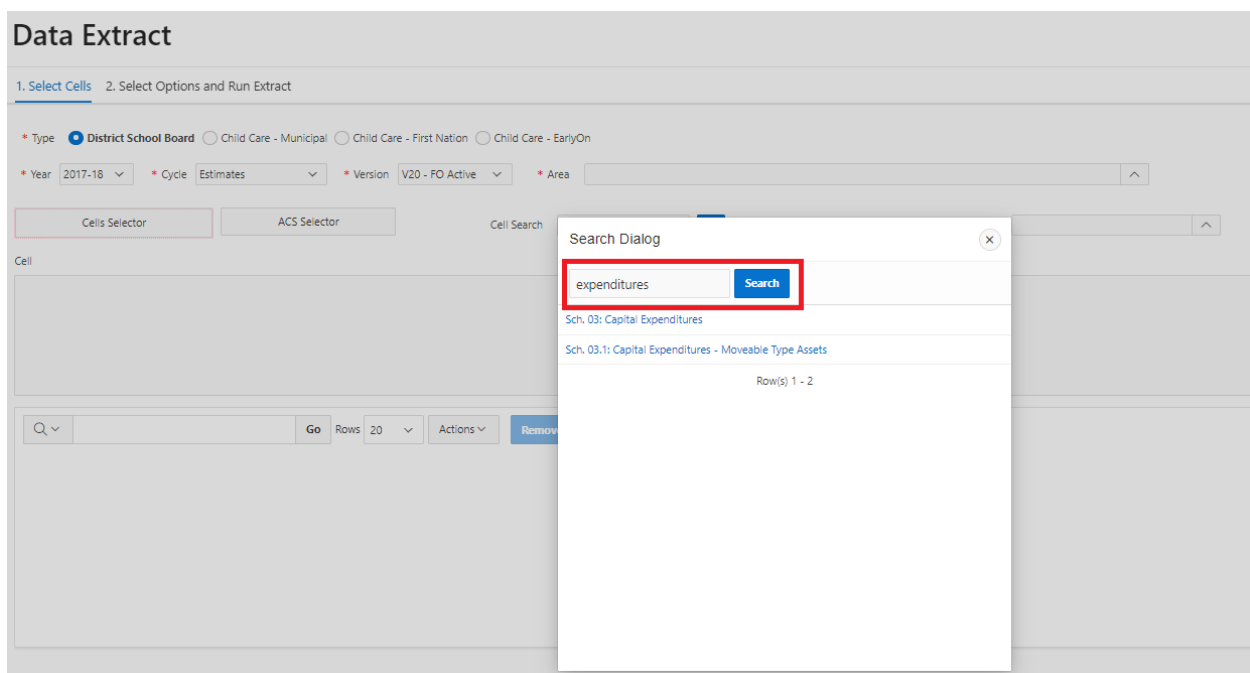 Data Extract
1. Select Cells 2. Select Options and Run Extract
* Type District School Board Child Care - Municipal Child Care - First Nation Child Care - EarlyOn
* Year 2017-18 * Cycle Estimates * Version V20 - FO Active * Area
Cells Selector ACS Selector Cell Search
Search Dialog
Cell
expenditures Search
Sch. 03: Capital Expenditures
Sch. 03.1: Capital Expenditures - Moveable Type Assets
Row(s) 1 - 2
Go Rows 20 Actions